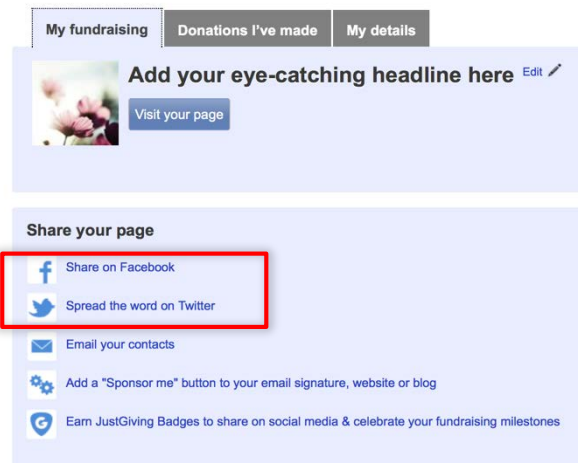 My fundraising Donations I've made My details
Add your eye-catching headline here Edit
Visit your page
Share your page
Share on Facebook
Spread the word on Twitter
Email your contacts
Add a "Sponsor me" button to your email signature, website or blog
Earn JustGiving Badges to share on social media & celebrate your fundraising milestones